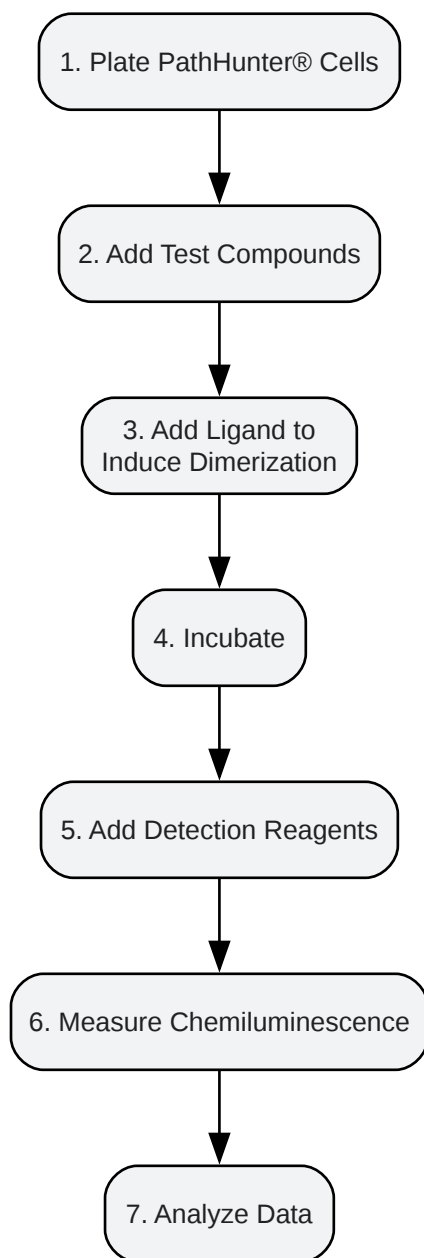 1. Plate PathHunter® Cells
2. Add Test Compounds
3. Add Ligand to
Induce Dimerization
4. Incubate
5. Add Detection Reagents
6. Measure Chemiluminescence
7. Analyze Data